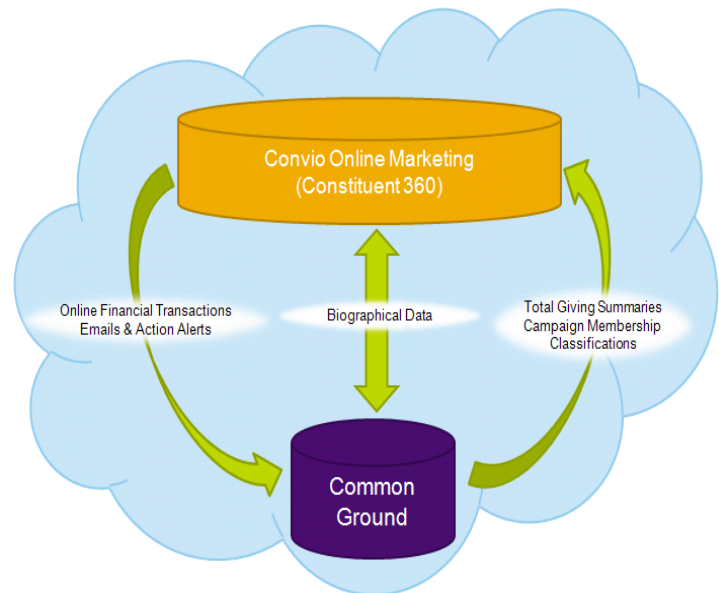 Convio Online Marketing
(Constituent 360)
Online Financial Transactions
Emails & Action Alerts
Biographical Data
Total Giving Summaries
Campaign Membership
Classifications
Common
Ground